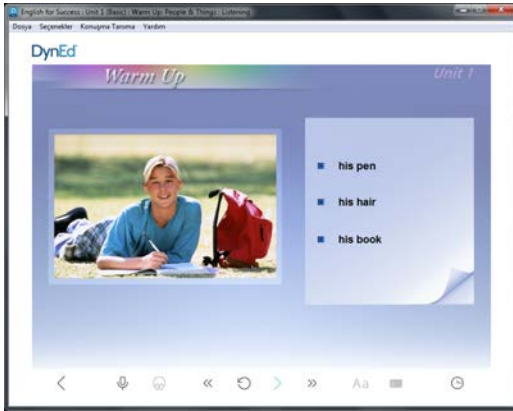 English for Success : Unit 1 (Basic) : Warm Up: People & Things : Listening
Dosya Seçenekler Konuşma Tanıma Yardım
DynEd
Warm Up
Unit 1
his pen
his hair
his book
Aa